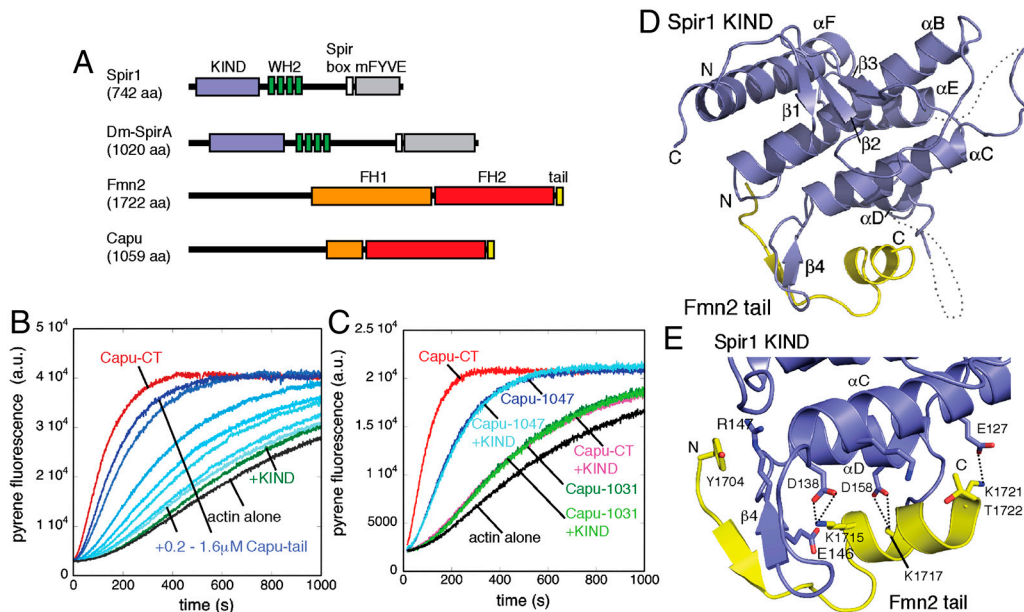 A
Spir1
(742 aa)
KIND
WH2
Spir
box mFYVE
Dm-SpirA
(1020 aa)
Fmn2
(1722 aa)
FH1
FH2
tail
Capu
(1059 aa)
B
5 10⁴
4 10⁴
3 10⁴
2 10⁴
1 10⁴
0
pyrene fluorescence (a.u.)
Capu-CT
+KIND
actin alone
+0.2 - 1.6μM Capu-tail
0 200 400 600 800 1000
time (s)
C
2.5 10⁴
2 10⁴
1.5 10⁴
1 10⁴
5000
0
pyrene fluorescence (a.u.)
Capu-CT
Capu-1047
Capu-1047
+KIND
Capu-CT
+KIND
Capu-1031
Capu-1031
+KIND
actin alone
0 200 400 600 800 1000
time (s)
D
Spir1 KIND
αF
αB
N
β3
αE
β1
β2
C
αC
N
αD
C
β4
Fmn2 tail
E
Spir1 KIND
αC
E127
R147
N
αD
C
Y1704
D138
D158
K1721
T1722
β4
K1715
E146
K1717
Fmn2 tail